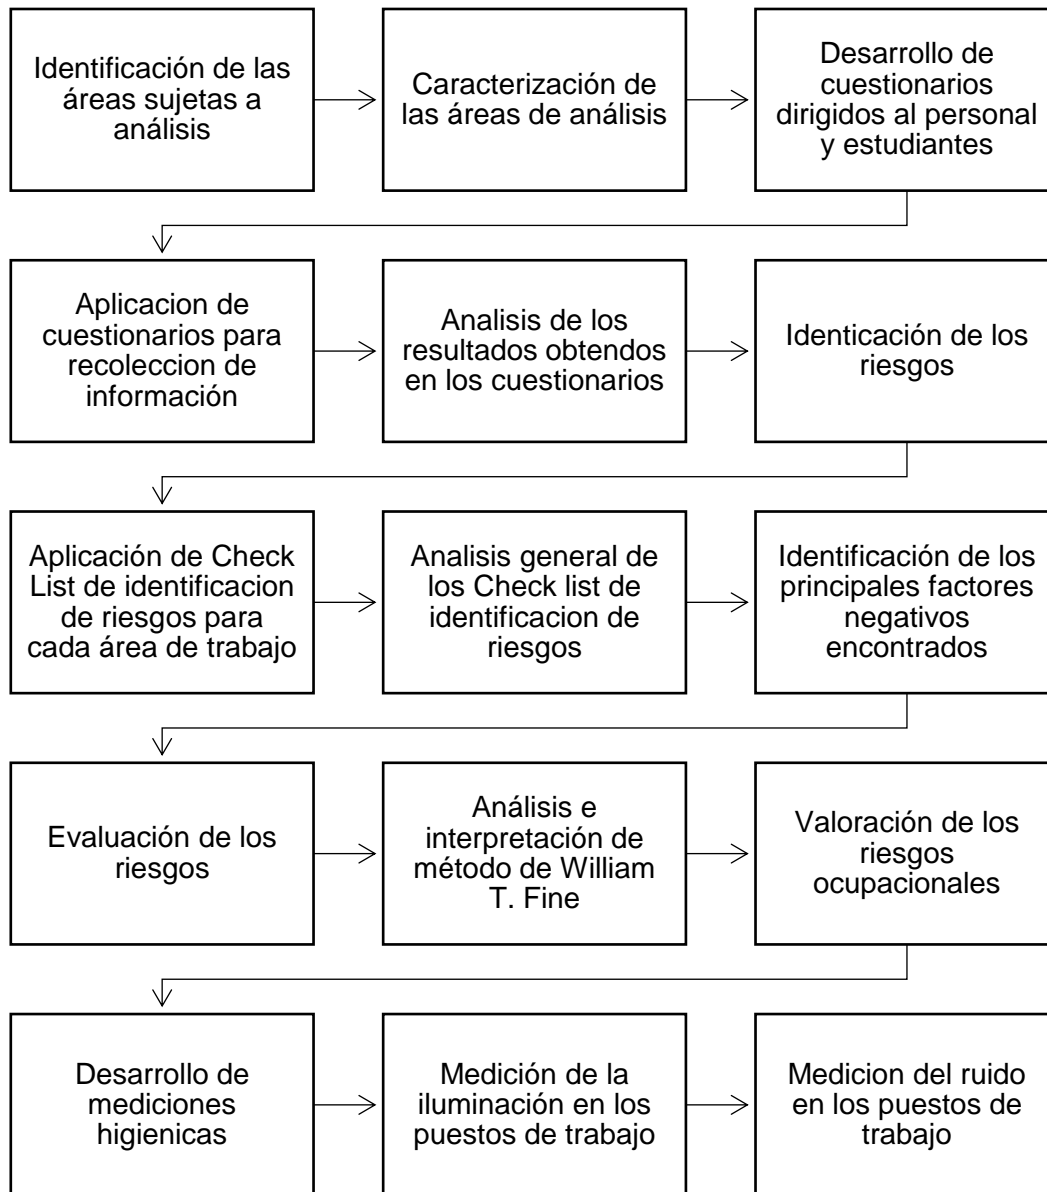 Identificación de las
áreas sujetas a
análisis
Caracterización de
las áreas de análisis
Desarrollo de
cuestionarios
dirigidos al personal
y estudiantes
Aplicacion de
cuestionarios para
recoleccion de
información
Analisis de los
resultados obtendos
en los cuestionarios
Identicación de los
riesgos
Aplicación de Check
List de identificacion
de riesgos para
cada área de trabajo
Analisis general de
los Check list de
identificacion de
riesgos
Identificación de los
principales factores
negativos
encontrados
Evaluación de los
riesgos
Análisis e
interpretación de
método de William
T. Fine
Valoración de los
riesgos
ocupacionales
Desarrollo de
mediciones
higienicas
Medición de la
iluminación en los
puestos de trabajo
Medicion del ruido
en los puestos de
trabajo